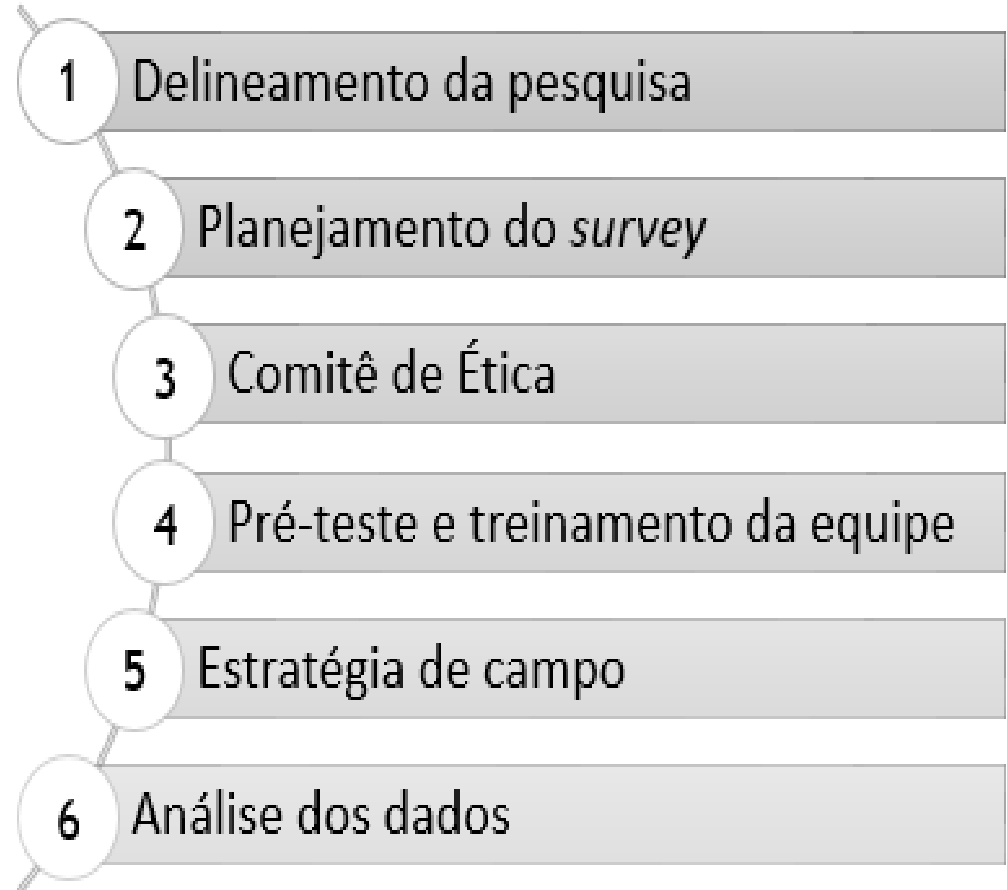 1 Delineamento da pesquisa
2 Planejamento do survey
3 Comitê de Ética
4 Pré-teste e treinamento da equipe
5 Estratégia de campo
6 Análise dos dados